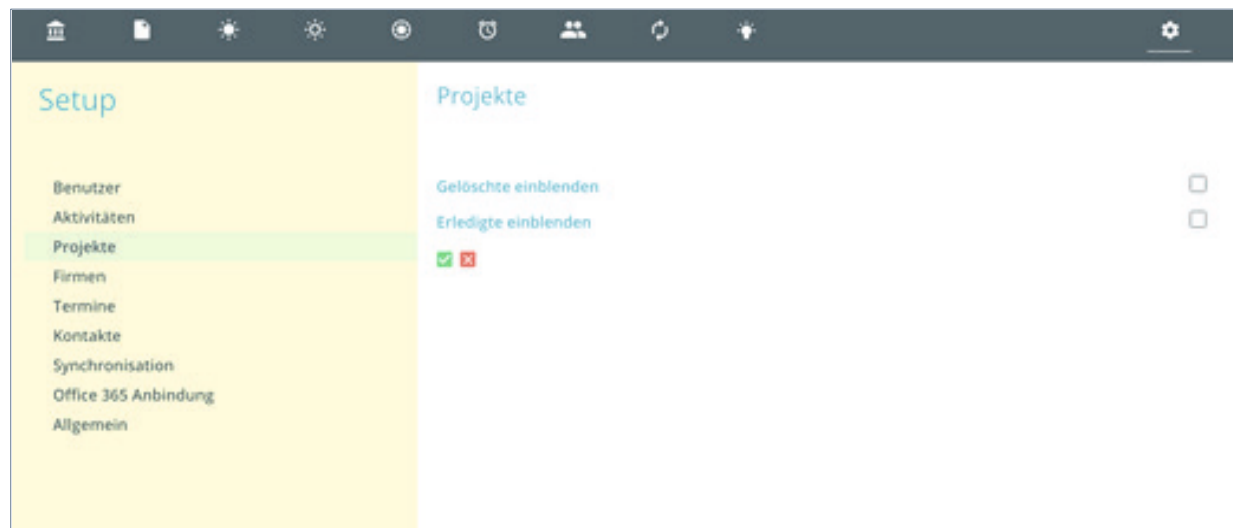 Setup
Benutzer
Aktivitäten
Projekte
Firmen
Termine
Kontakte
Synchronisation
Office 365 Anbindung
Allgemein
Projekte
Gelöschte einblenden
Erledigte einblenden